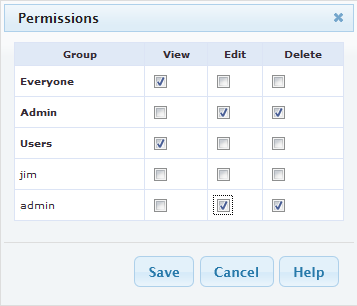 Permissions
Group View Edit Delete
Everyone
Admin
Users
jim
admin
Save Cancel Help